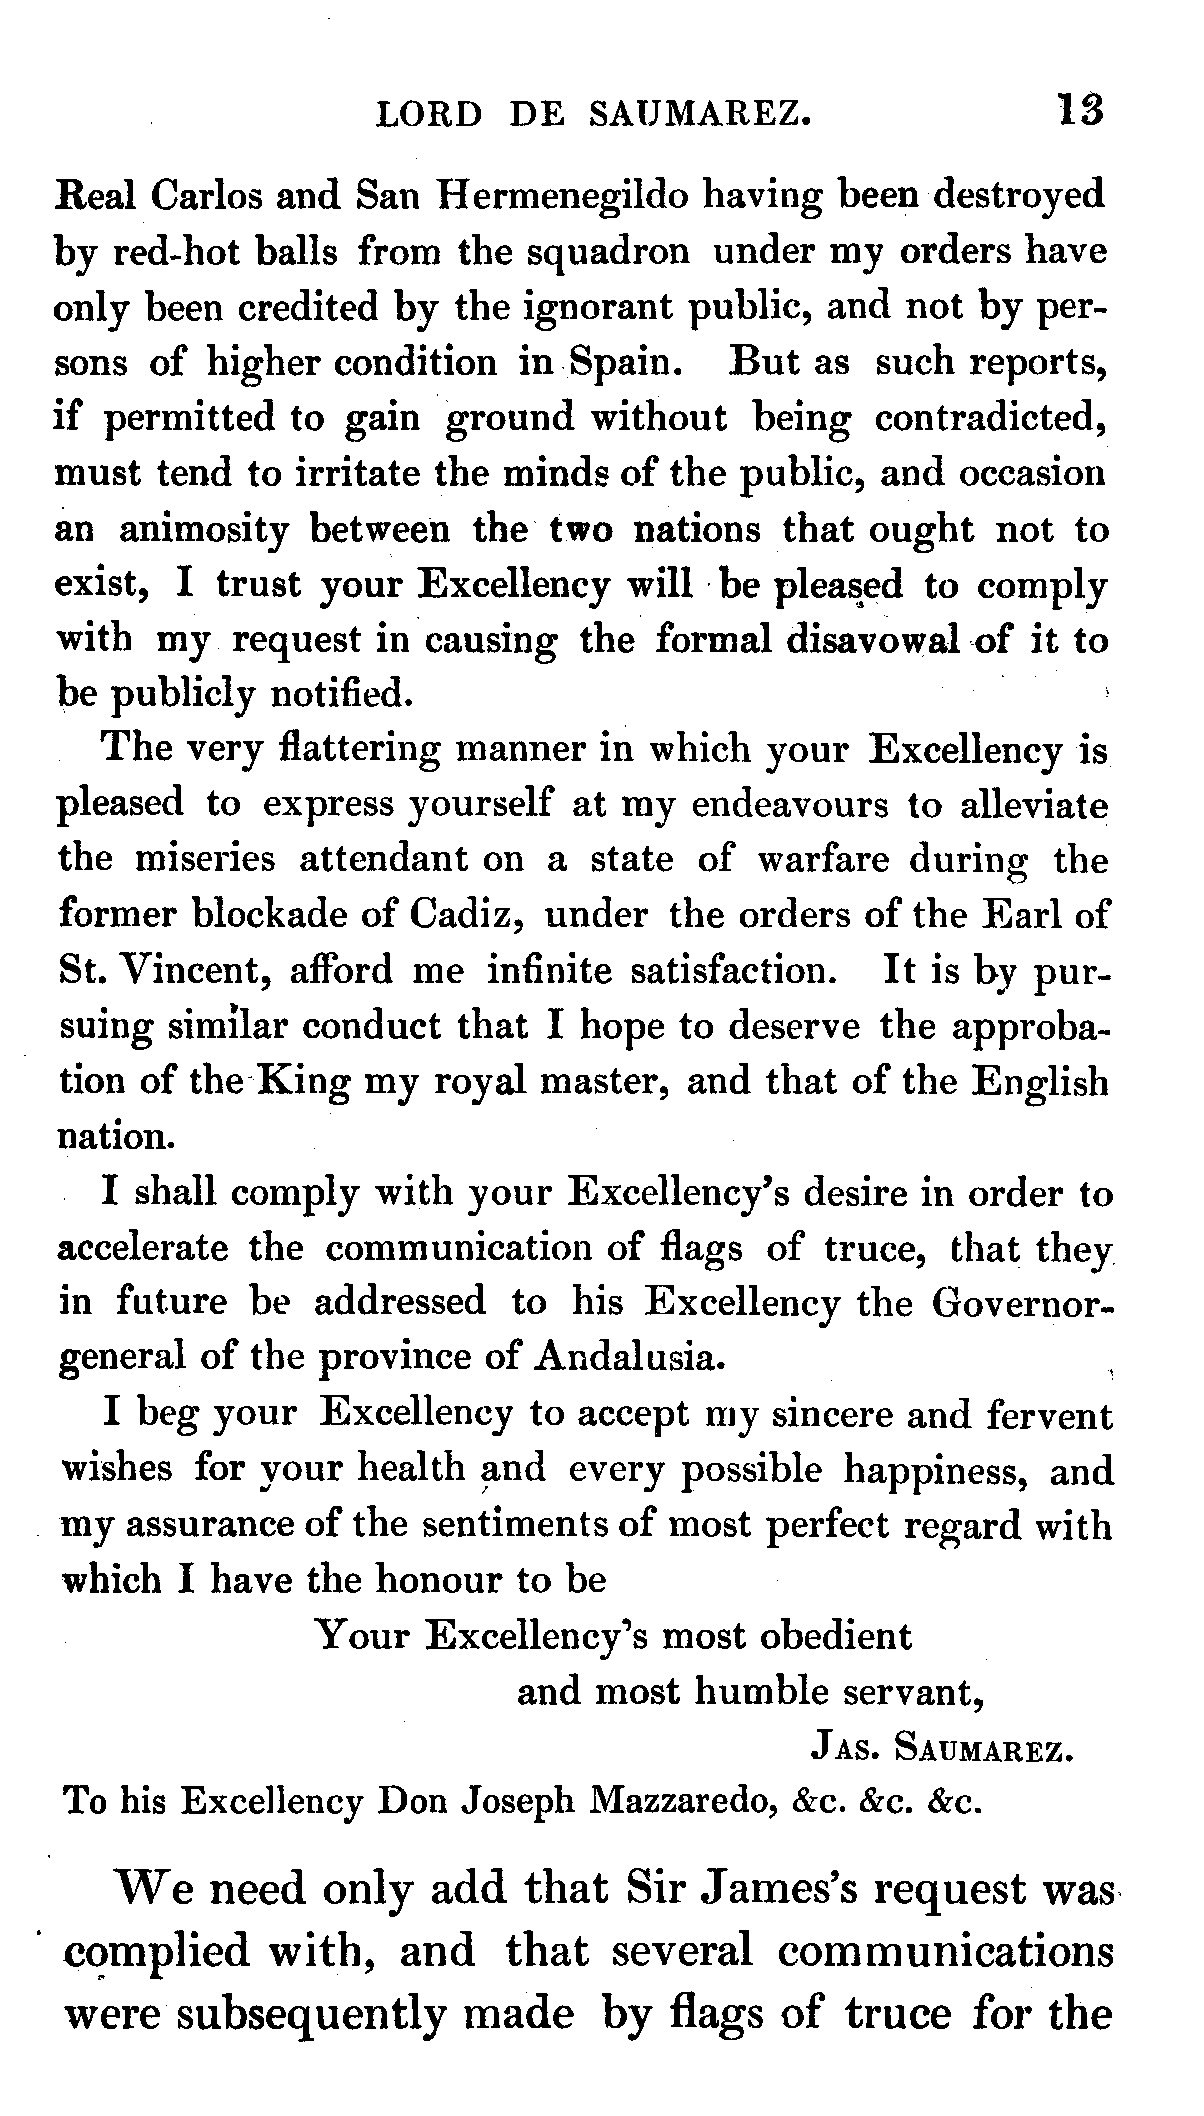 LORD DE SAUMAREZ. 13
Real Carlos and San Hermenegildo having been destroyed
by red-hot balls from the squadron under my orders have
only been credited by the ignorant public, and not by per-
sons of higher condition in Spain. But as such reports,
if permitted to gain ground without being contradicted,
must tend to irritate the minds of the public, and occasion
an animosity between the two nations that ought not to
exist, I trust your Excellency will be pleased to comply
with my request in causing the formal disavowal of it to
be publicly notified.
The very flattering manner in which your Excellency is
pleased to express yourself at my endeavours to alleviate
the miseries attendant on a state of warfare during the
former blockade of Cadiz, under the orders of the Earl of
St. Vincent, afford me infinite satisfaction. It is by pur-
suing similar conduct that I hope to deserve the approba-
tion of the King my royal master, and that of the English
nation.
I shall comply with your Excellency's desire in order to
accelerate the communication of flags of truce, that they
in future be addressed to his Excellency the Governor-
general of the province of Andalusia.
I beg your Excellency to accept my sincere and fervent
wishes for your health and every possible happiness, and
my assurance of the sentiments of most perfect regard with
which I have the honour to be
Your Excellency's most obedient
and most humble servant,
JAS. SAUMAREZ.
To his Excellency Don Joseph Mazzaredo, &c. &c. &c.
We need only add that Sir James's request was
complied with, and that several communications
were subsequently made by flags of truce for the